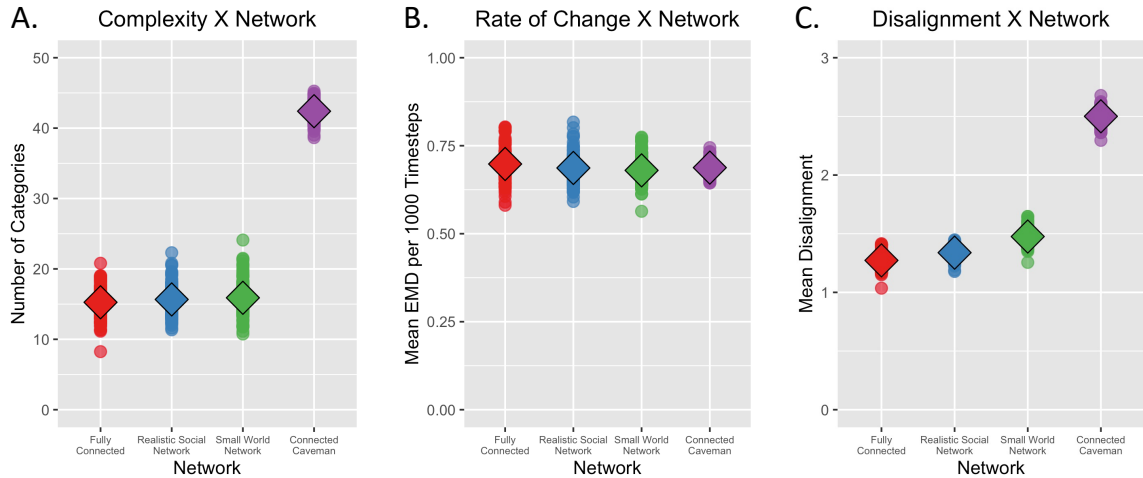 A.
Complexity X Network
Number of Categories
50
40
30
20
10
0
Fully
Connected
Realistic Social
Network
Small World
Network
Connected
Caveman
Network
B.
Rate of Change X Network
Mean EMD per 1000 Timesteps
1.00
0.75
0.50
0.25
0.00
Fully
Connected
Realistic Social
Network
Small World
Network
Connected
Caveman
Network
C.
Disalignment X Network
Mean Disalignment
3
2
1
0
Fully
Connected
Realistic Social
Network
Small World
Network
Connected
Caveman
Network